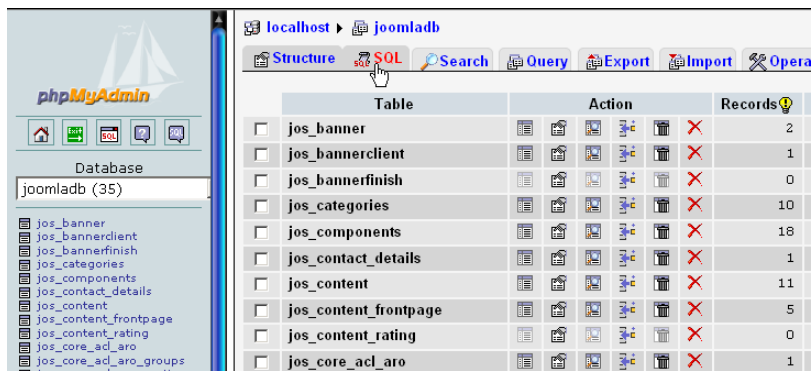 localhost joomladb
Structure SQL Search Query Export Import Opera
phpMyAdmin
SQL
Database
joomladb (35)
jos_banner
jos_bannerclient
jos_bannerfinish
jos_categories
jos_components
jos_contact_details
jos_content
jos_content_frontpage
jos_content_rating
jos_core_acl_aro
jos_core_acl_aro_groups
Table Action Records
jos_banner 2
jos_bannerclient 1
jos_bannerfinish 0
jos_categories 10
jos_components 18
jos_contact_details 1
jos_content 11
jos_content_frontpage 5
jos_content_rating 0
jos_core_acl_aro 1